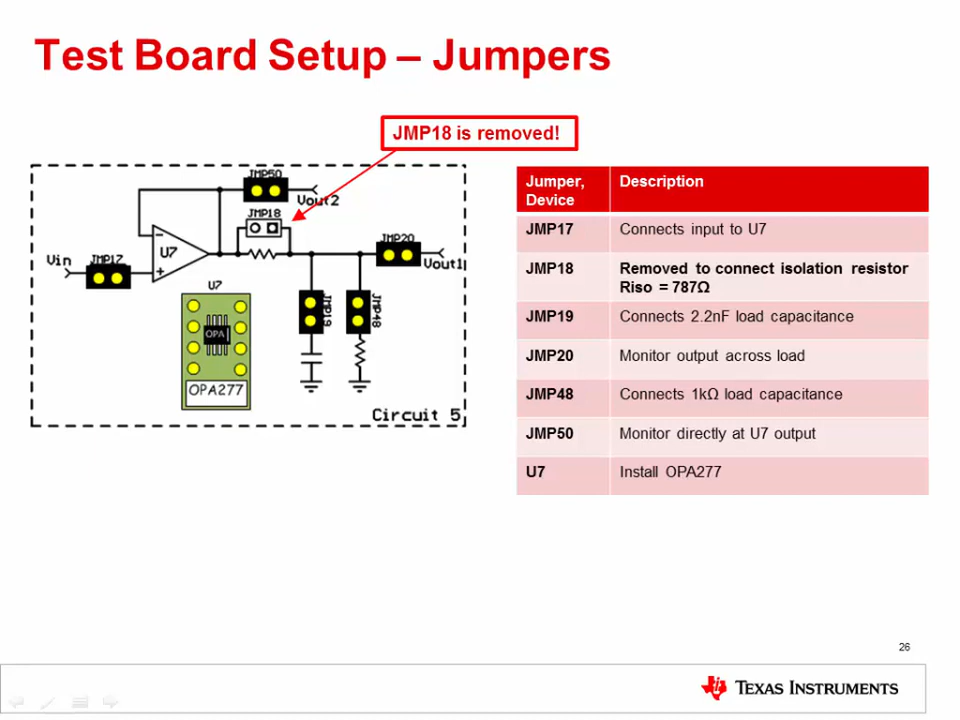 Test Board Setup – Jumpers
JMP18 is removed!
JMP50
Vout2
JMP18
JMP20
Vout1
U7
Vin
JMP17
U7
JMP19
JMP48
OPA
OPA277
Circuit 5
Jumper, Device
Description
JMP17
Connects input to U7
JMP18
Removed to connect isolation resistor
Riso = 787Ω
JMP19
Connects 2.2nF load capacitance
JMP20
Monitor output across load
JMP48
Connects 1kΩ load capacitance
JMP50
Monitor directly at U7 output
U7
Install OPA277
26
TEXAS INSTRUMENTS